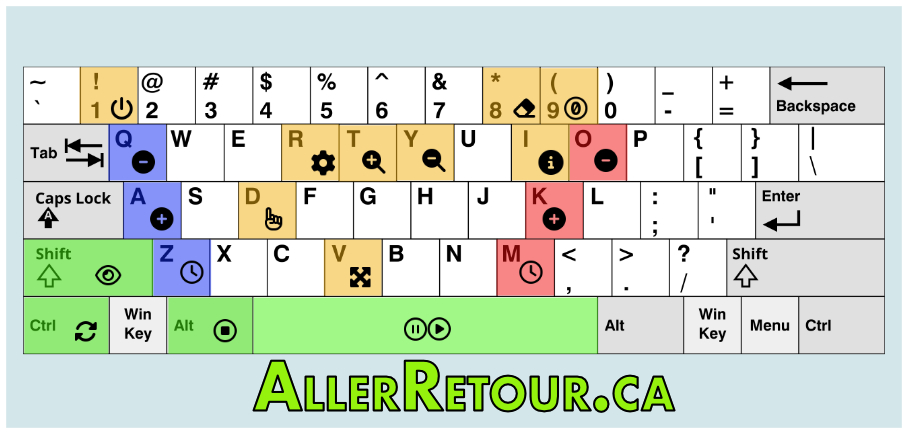 ~ ! @ # $ % ^ & * ( ) _ +
` 1 2 3 4 5 6 7 8 9 0 - = Backspace
Tab Q W E R T Y U I O P { } |
[ ] \
Caps Lock A S D F G H J K L : " Enter
A ; '
Shift Z X C V B N M < > ? Shift
, . /
Ctrl Win Key Alt Alt Win Key Menu Ctrl
ALLERRETOUR.CA